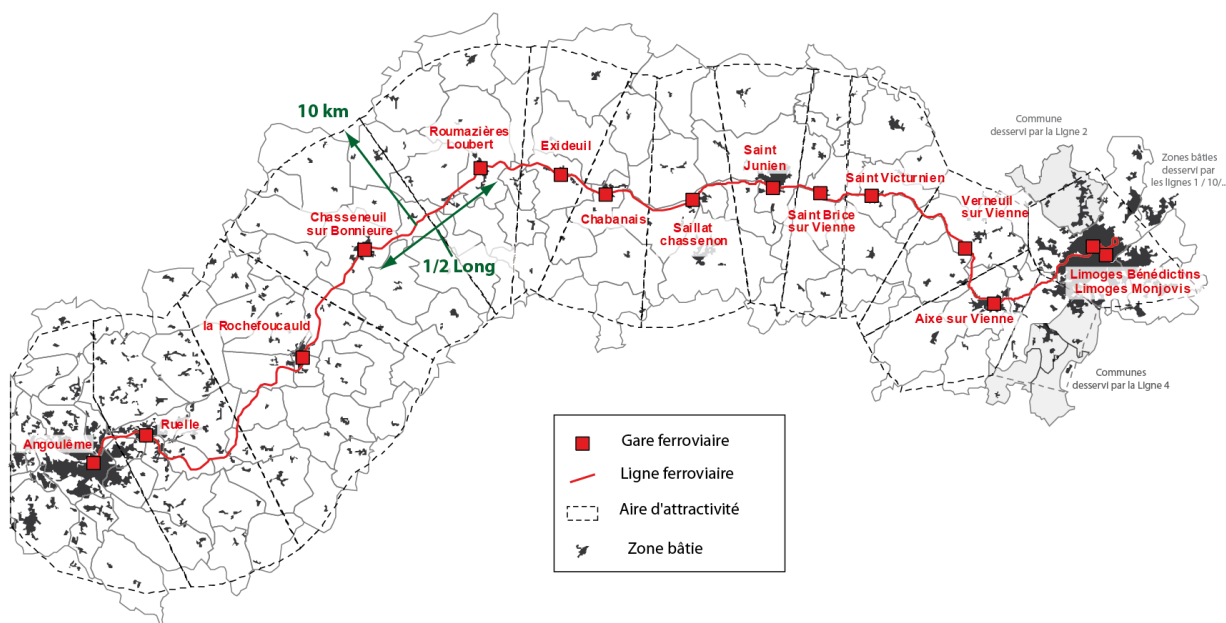 Commune
desservi par la Ligne 2
10 km
Roumazières
Loubert
Exideuil
Saint
Junien
Zones bâties
desservi par
les lignes 1 / 10/...
Saint Victurnien
Chabanais
Chasseneuil
sur Bonnieure
Saint Brice
sur Vienne
Verneuil
sur Vienne
Saillat
chassenon
1/2 Long
Limoges Bénédictins
Limoges Monjovis
Aixe sur Vienne
la Rochefoucauld
Communes
desservi par la Ligne 4
Ruelle
Angoulême
Gare ferroviaire
Ligne ferroviaire
Aire d'attractivité
Zone bâtie